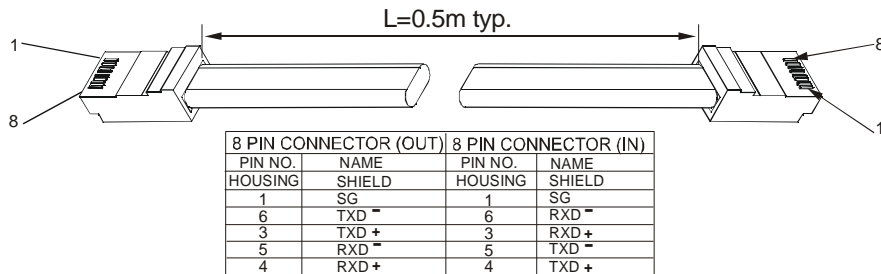 L=0.5m typ.
1
8
8
1
8 PIN CONNECTOR (OUT) 8 PIN CONNECTOR (IN)
PIN NO. NAME PIN NO. NAME
HOUSING SHIELD HOUSING SHIELD
1 SG 1 SG
6 TXD - 6 RXD -
3 TXD + 3 RXD +
5 RXD - 5 TXD -
4 RXD + 4 TXD +